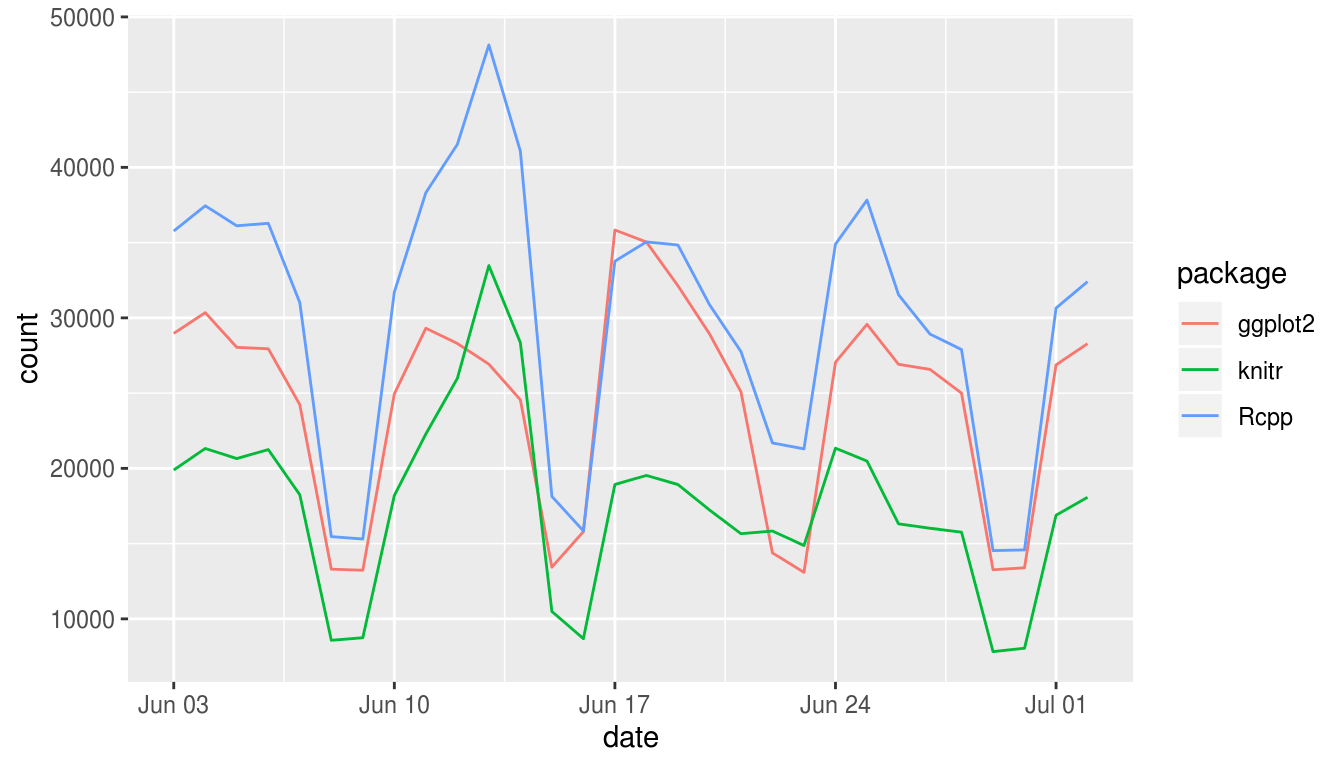 50000
40000
30000
20000
10000
count
Jun 03
Jun 10
Jun 17
Jun 24
Jul 01
date
package
ggplot2
knitr
Rcpp